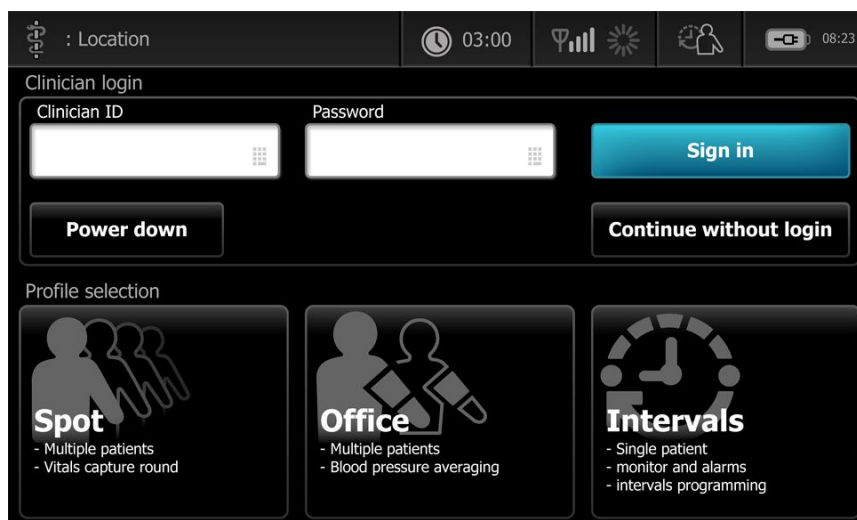 : Location
03:00
08:23
Clinician login
Clinician ID
Password
Sign in
Power down
Continue without login
Profile selection
Spot
- Multiple patients
- Vitals capture round
Office
- Multiple patients
- Blood pressure averaging
Intervals
- Single patient
- monitor and alarms
- intervals programming